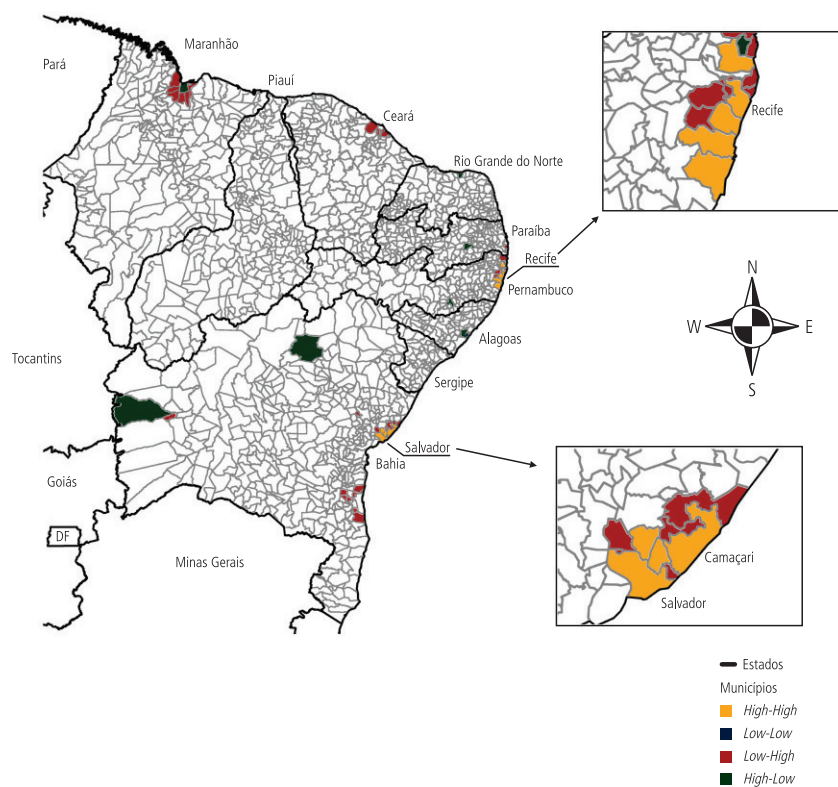 Maranhão
Pará
Piauí
Ceará
Rio Grande do Norte
Paraíba
Recife
Pernambuco
Alagoas
Sergipe
Tocantins
Salvador
Bahia
Goiás
DF
Minas Gerais
Recife
N
W
E
S
Camaçari
Salvador
Estados
Municípios
High-High
Low-Low
Low-High
High-Low